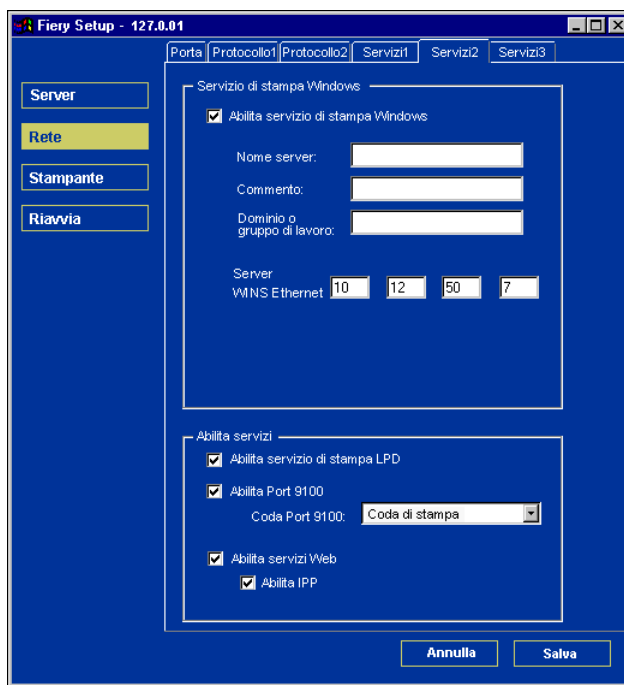 Fiery Setup - 127.0.01
Porta Protocollo1 Protocollo2 Servizi1 Servizi2 Servizi3
Server
Rete
Stampante
Riavvia
Servizio di stampa Windows
Abilita servizio di stampa Windows
Nome server:
Commento:
Dominio o
gruppo di lavoro:
Server
WINS Ethernet 10 12 50 7
Abilita servizi
Abilita servizio di stampa LPD
Abilita Port 9100
Coda Port 9100: Coda di stampa
Abilita servizi Web
Abilita IPP
Annulla Salva